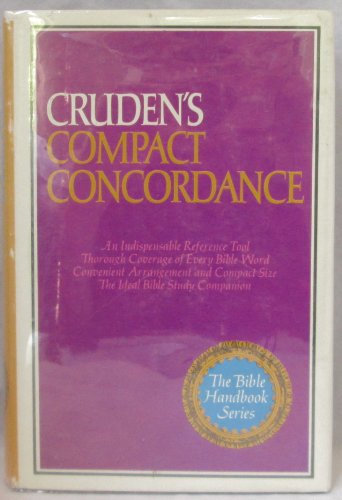 CRUDEN'S
COMPACT
CONCORDANCE
An Indispensable Reference Tool
Thorough Coverage of Every Bible Word
Convenient Arrangement and Compact Size
The Ideal Bible Study Companion
The Bible
Handbook
Series